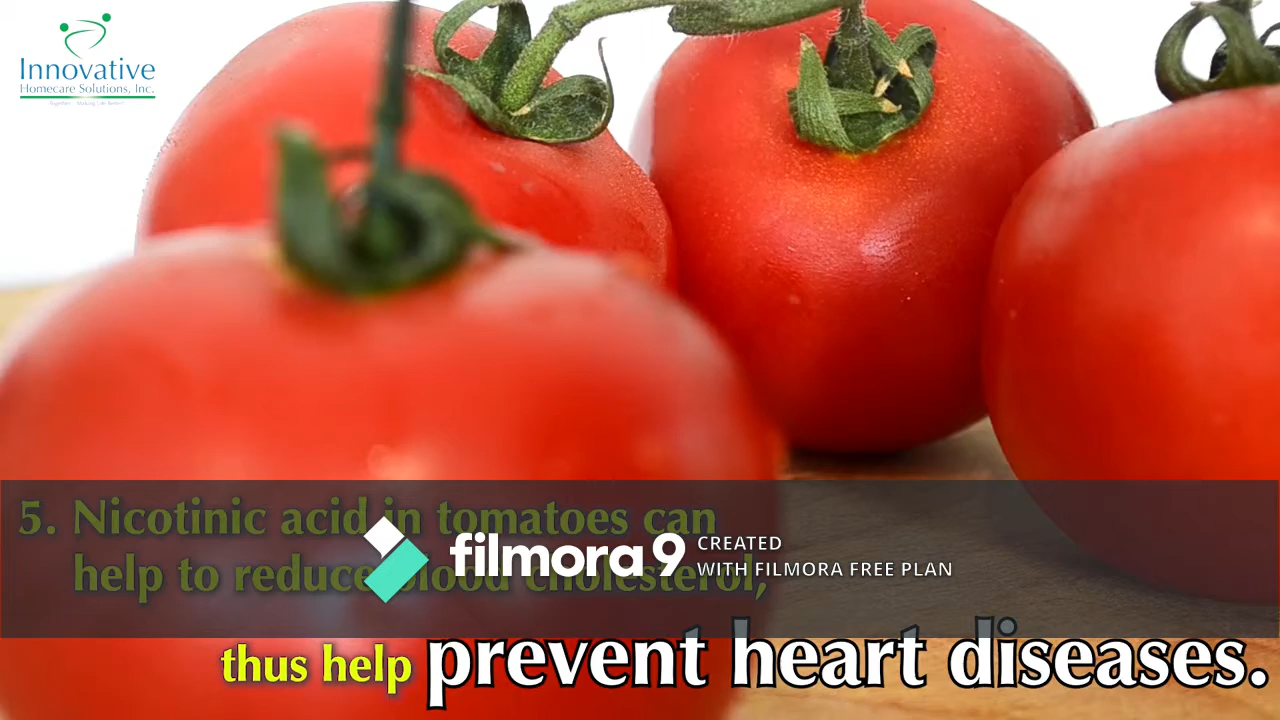 Innovative
Homecare Solutions, Inc.
5. Nicotinic acid in tomatoes can
help to reduce blood cholesterol,
filmora9 CREATED
WITH FILMORA FREE PLAN
thus help prevent heart diseases.